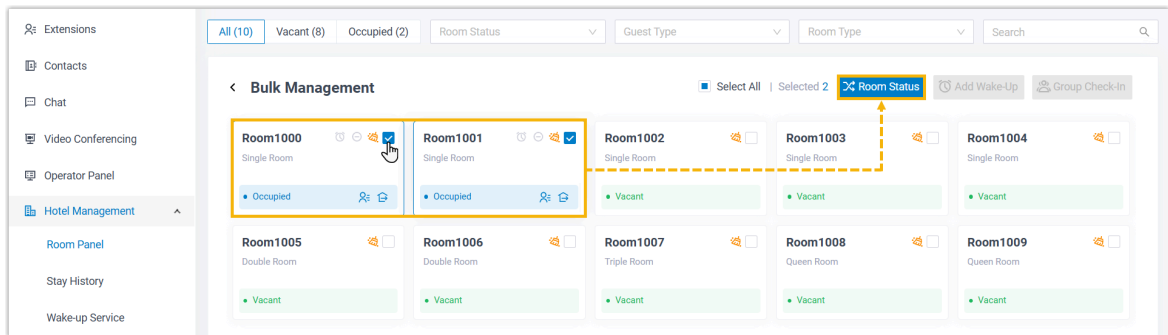 Extensions
Contacts
Chat
Video Conferencing
Operator Panel
Hotel Management
Room Panel
Stay History
Wake-up Service
All (10) Vacant (8) Occupied (2) Room Status Guest Type Room Type Search
Bulk Management Select All | Selected 2 Room Status Add Wake-Up Group Check-In
Room1000 Room1001 Room1002 Room1003 Room1004
Single Room Single Room Single Room Single Room Single Room
Occupied Occupied Vacant Vacant Vacant
Room1005 Room1006 Room1007 Room1008 Room1009
Double Room Double Room Triple Room Queen Room Queen Room
Vacant Vacant Vacant Vacant Vacant